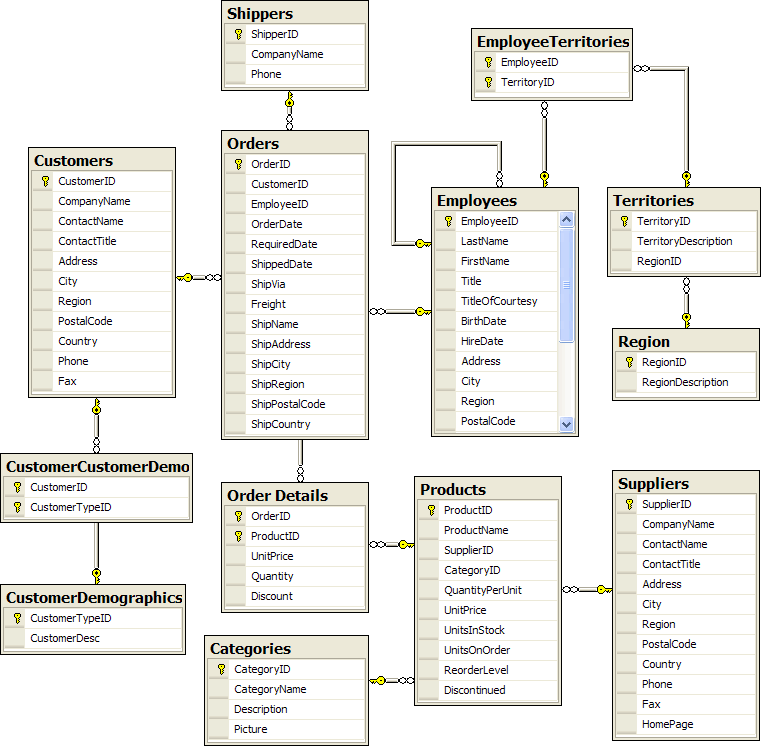 Shippers
ShipperID
CompanyName
Phone
EmployeeTerritories
EmployeeID
TerritoryID
Customers
CustomerID
CompanyName
ContactName
ContactTitle
Address
City
Region
PostalCode
Country
Phone
Fax
Orders
OrderID
CustomerID
EmployeeID
OrderDate
RequiredDate
ShippedDate
ShipVia
Freight
ShipName
ShipAddress
ShipCity
ShipRegion
ShipPostalCode
ShipCountry
Employees
EmployeeID
LastName
FirstName
Title
TitleOfCourtesy
BirthDate
HireDate
Address
City
Region
PostalCode
Territories
TerritoryID
TerritoryDescription
RegionID
Region
RegionID
RegionDescription
CustomerCustomerDemo
CustomerID
CustomerTypeID
CustomerDemographics
CustomerTypeID
CustomerDesc
Order Details
OrderID
ProductID
UnitPrice
Quantity
Discount
Categories
CategoryID
CategoryName
Description
Picture
Products
ProductID
ProductName
SupplierID
CategoryID
QuantityPerUnit
UnitPrice
UnitsInStock
UnitsOnOrder
ReorderLevel
Discontinued
Suppliers
SupplierID
CompanyName
ContactName
ContactTitle
Address
City
Region
PostalCode
Country
Phone
Fax
HomePage